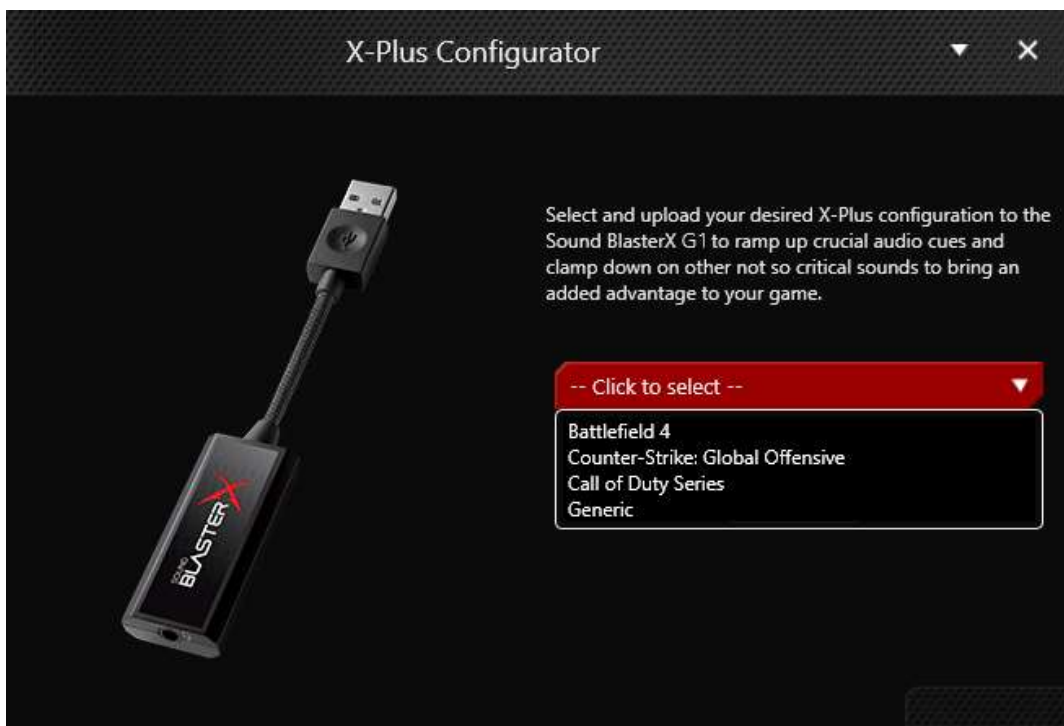 X-Plus Configurator
Select and upload your desired X-Plus configuration to the
Sound BlasterX G1 to ramp up crucial audio cues and
clamp down on other not so critical sounds to bring an
added advantage to your game.
-- Click to select --
Battlefield 4
Counter-Strike: Global Offensive
Call of Duty Series
Generic
SOUND
BLASTERX